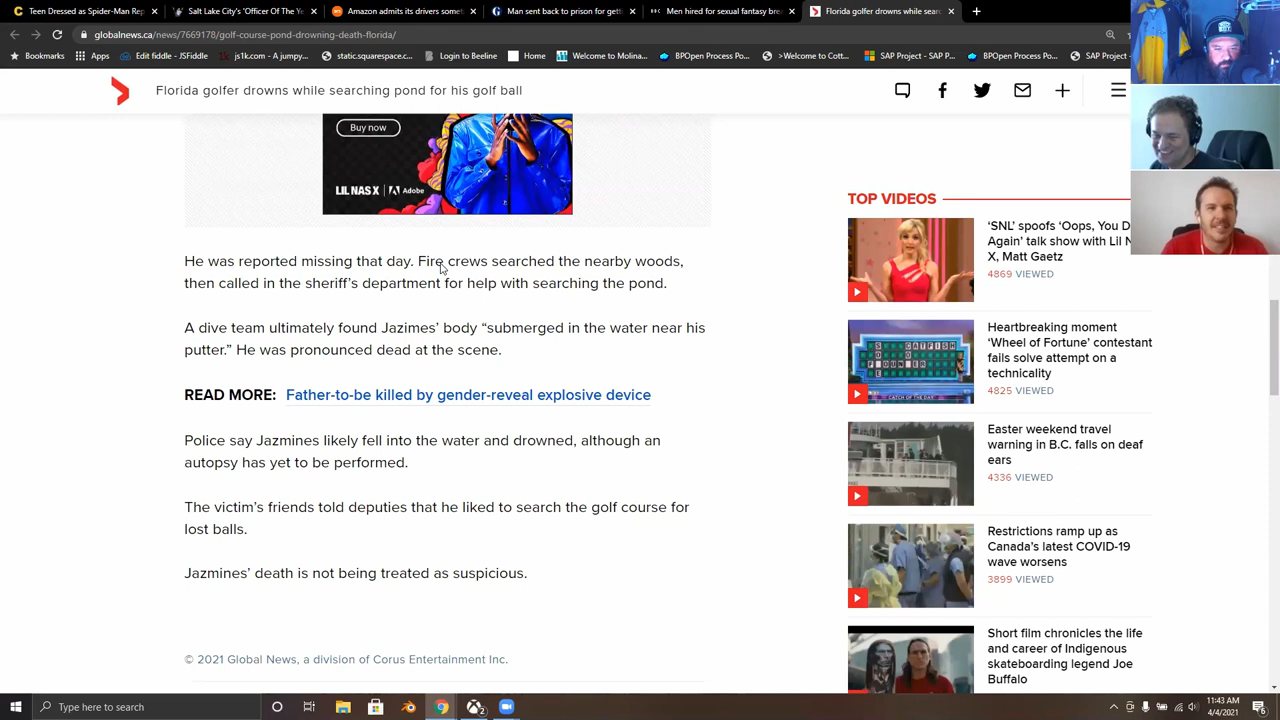 Teen Dressed as Spider-Man Rep
Salt Lake City's 'Officer Of The Ye
Amazon admits its drivers somet
Man sent back to prison for gett
Men hired for sexual fantasy bre
Florida golfer drowns while sear
globalnews.ca/news/7669178/golf-course-pond-drowning-death-florida/
Bookmarks
Apps
Edit fiddle - JSFiddle
js1k.com - A jumpy...
static.squarespace.c...
Login to Beeline
Home
Welcome to Molina...
BPOpen Process Po...
>Welcome to Cott...
SAP Project - SAP P...
BPOpen Process Po...
SAP Project -
Florida golfer drowns while searching pond for his golf ball
Buy now
LIL NAS X | Adobe
He was reported missing that day. Fire crews searched the nearby woods,
then called in the sheriff's department for help with searching the pond.
A dive team ultimately found Jazimes' body “submerged in the water near his
putter.” He was pronounced dead at the scene.
READ MORE: Father-to-be killed by gender-reveal explosive device
Police say Jazmines likely fell into the water and drowned, although an
autopsy has yet to be performed.
The victim's friends told deputies that he liked to search the golf course for
lost balls.
Jazmines' death is not being treated as suspicious.
© 2021 Global News, a division of Corus Entertainment Inc.
TOP VIDEOS
‘SNL’ spoofs ‘Oops, You D
Again’ talk show with Lil N
X, Matt Gaetz
4869 VIEWED
Heartbreaking moment
‘Wheel of Fortune’ contestant
fails solve attempt on a
technicality
4825 VIEWED
CATCH OF THE DAY
Easter weekend travel
warning in B.C. falls on deaf
ears
4336 VIEWED
Restrictions ramp up as
Canada's latest COVID-19
wave worsens
3899 VIEWED
Short film chronicles the life
and career of Indigenous
skateboarding legend Joe
Buffalo
Type here to search
11:43 AM
4/4/2021